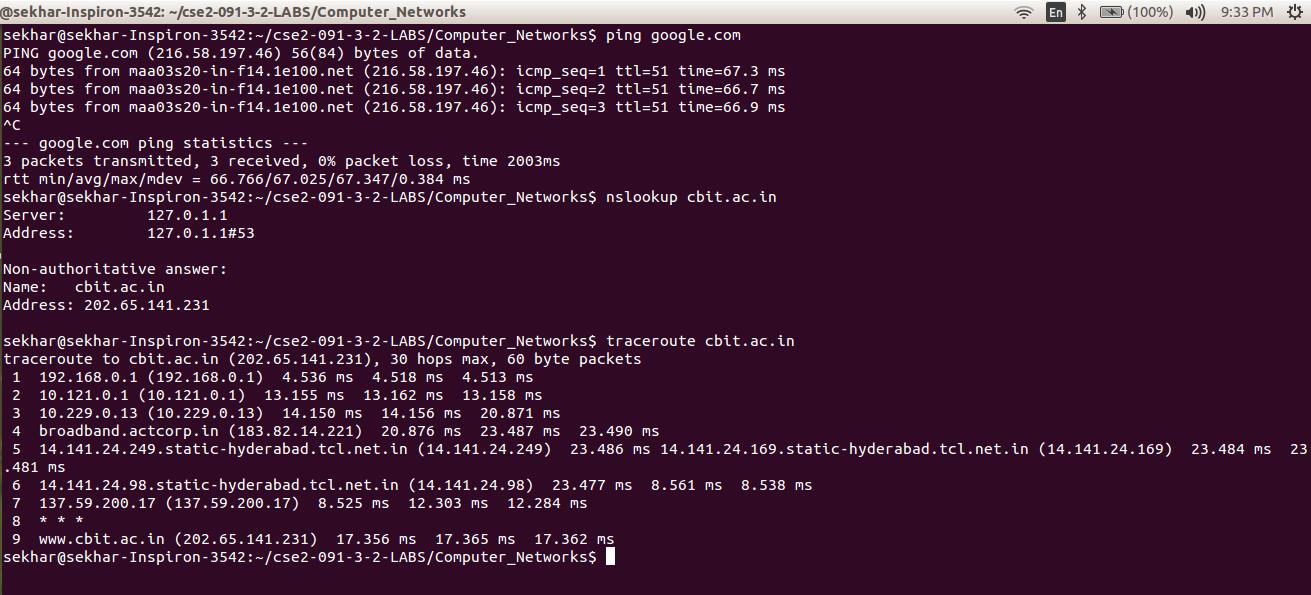 @sekhar-Inspiron-3542: ~/cse2-091-3-2-LABS/Computer_Networks En (100%) 9:33 PM
sekhar@sekhar-Inspiron-3542:~/cse2-091-3-2-LABS/Computer_Networks$ ping google.com
PING google.com (216.58.197.46) 56(84) bytes of data.
64 bytes from maa03s20-in-f14.1e100.net (216.58.197.46): icmp_seq=1 ttl=51 time=67.3 ms
64 bytes from maa03s20-in-f14.1e100.net (216.58.197.46): icmp_seq=2 ttl=51 time=66.7 ms
64 bytes from maa03s20-in-f14.1e100.net (216.58.197.46): icmp_seq=3 ttl=51 time=66.9 ms
^C
--- google.com ping statistics ---
3 packets transmitted, 3 received, 0% packet loss, time 2003ms
rtt min/avg/max/mdev = 66.766/67.025/67.347/0.384 ms
sekhar@sekhar-Inspiron-3542:~/cse2-091-3-2-LABS/Computer_Networks$ nslookup cbit.ac.in
Server:         127.0.1.1
Address:        127.0.1.1#53

Non-authoritative answer:
Name:   cbit.ac.in
Address: 202.65.141.231

sekhar@sekhar-Inspiron-3542:~/cse2-091-3-2-LABS/Computer_Networks$ traceroute cbit.ac.in
traceroute to cbit.ac.in (202.65.141.231), 30 hops max, 60 byte packets
 1  192.168.0.1 (192.168.0.1)  4.536 ms  4.518 ms  4.513 ms
 2  10.121.0.1 (10.121.0.1)  13.155 ms  13.162 ms  13.158 ms
 3  10.229.0.13 (10.229.0.13)  14.150 ms  14.156 ms  20.871 ms
 4  broadband.actcorp.in (183.82.14.221)  20.876 ms  23.487 ms  23.490 ms
 5  14.141.24.249.static-hyderabad.tcl.net.in (14.141.24.249)  23.486 ms 14.141.24.169.static-hyderabad.tcl.net.in (14.141.24.169)  23.484 ms  23
.481 ms
 6  14.141.24.98.static-hyderabad.tcl.net.in (14.141.24.98)  23.477 ms  8.561 ms  8.538 ms
 7  137.59.200.17 (137.59.200.17)  8.525 ms  12.303 ms  12.284 ms
 8  * * *
 9  www.cbit.ac.in (202.65.141.231)  17.356 ms  17.365 ms  17.362 ms
sekhar@sekhar-Inspiron-3542:~/cse2-091-3-2-LABS/Computer_Networks$